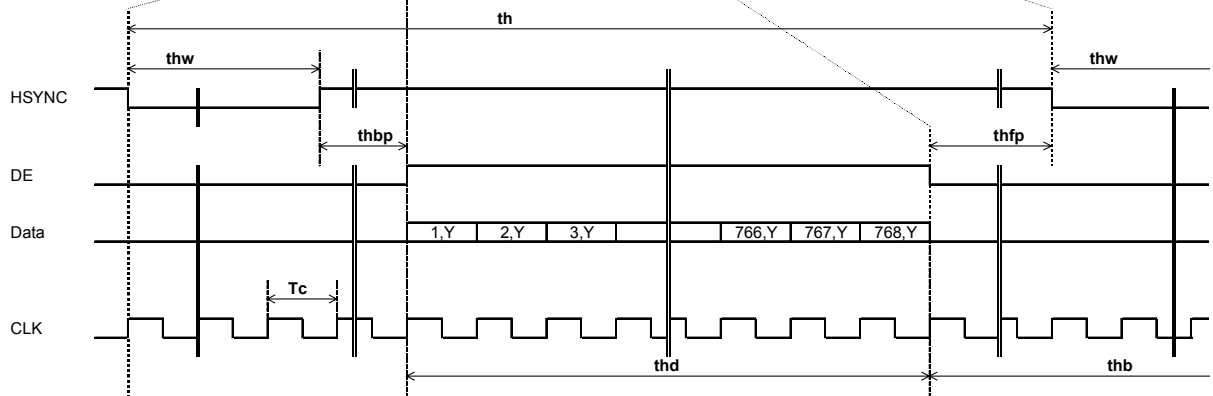 th
thw thw
HSYNC
thbp thfp
DE
Data 1,Y 2,Y 3,Y 766,Y 767,Y 768,Y
Tc
CLK
thd thb